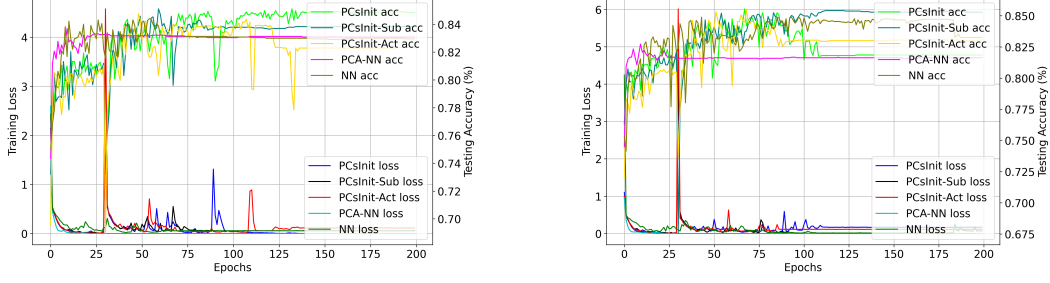 PCsInit acc
PCsInit-Sub acc
PCsInit-Act acc
PCA-NN acc
NN acc
PCsInit loss
PCsInit-Sub loss
PCsInit-Act loss
PCA-NN loss
NN loss
4
3
2
1
0
Training Loss
0.84
0.82
0.80
0.78
0.76
0.74
0.72
0.70
Testing Accuracy (%)
0 25 50 75 100 125 150 175 200
Epochs
PCsInit acc
PCsInit-Sub acc
PCsInit-Act acc
PCA-NN acc
NN acc
PCsInit loss
PCsInit-Sub loss
PCsInit-Act loss
PCA-NN loss
NN loss
6
5
4
3
2
1
0
Training Loss
0.850
0.825
0.800
0.775
0.750
0.725
0.700
0.675
Testing Accuracy (%)
0 25 50 75 100 125 150 175 200
Epochs